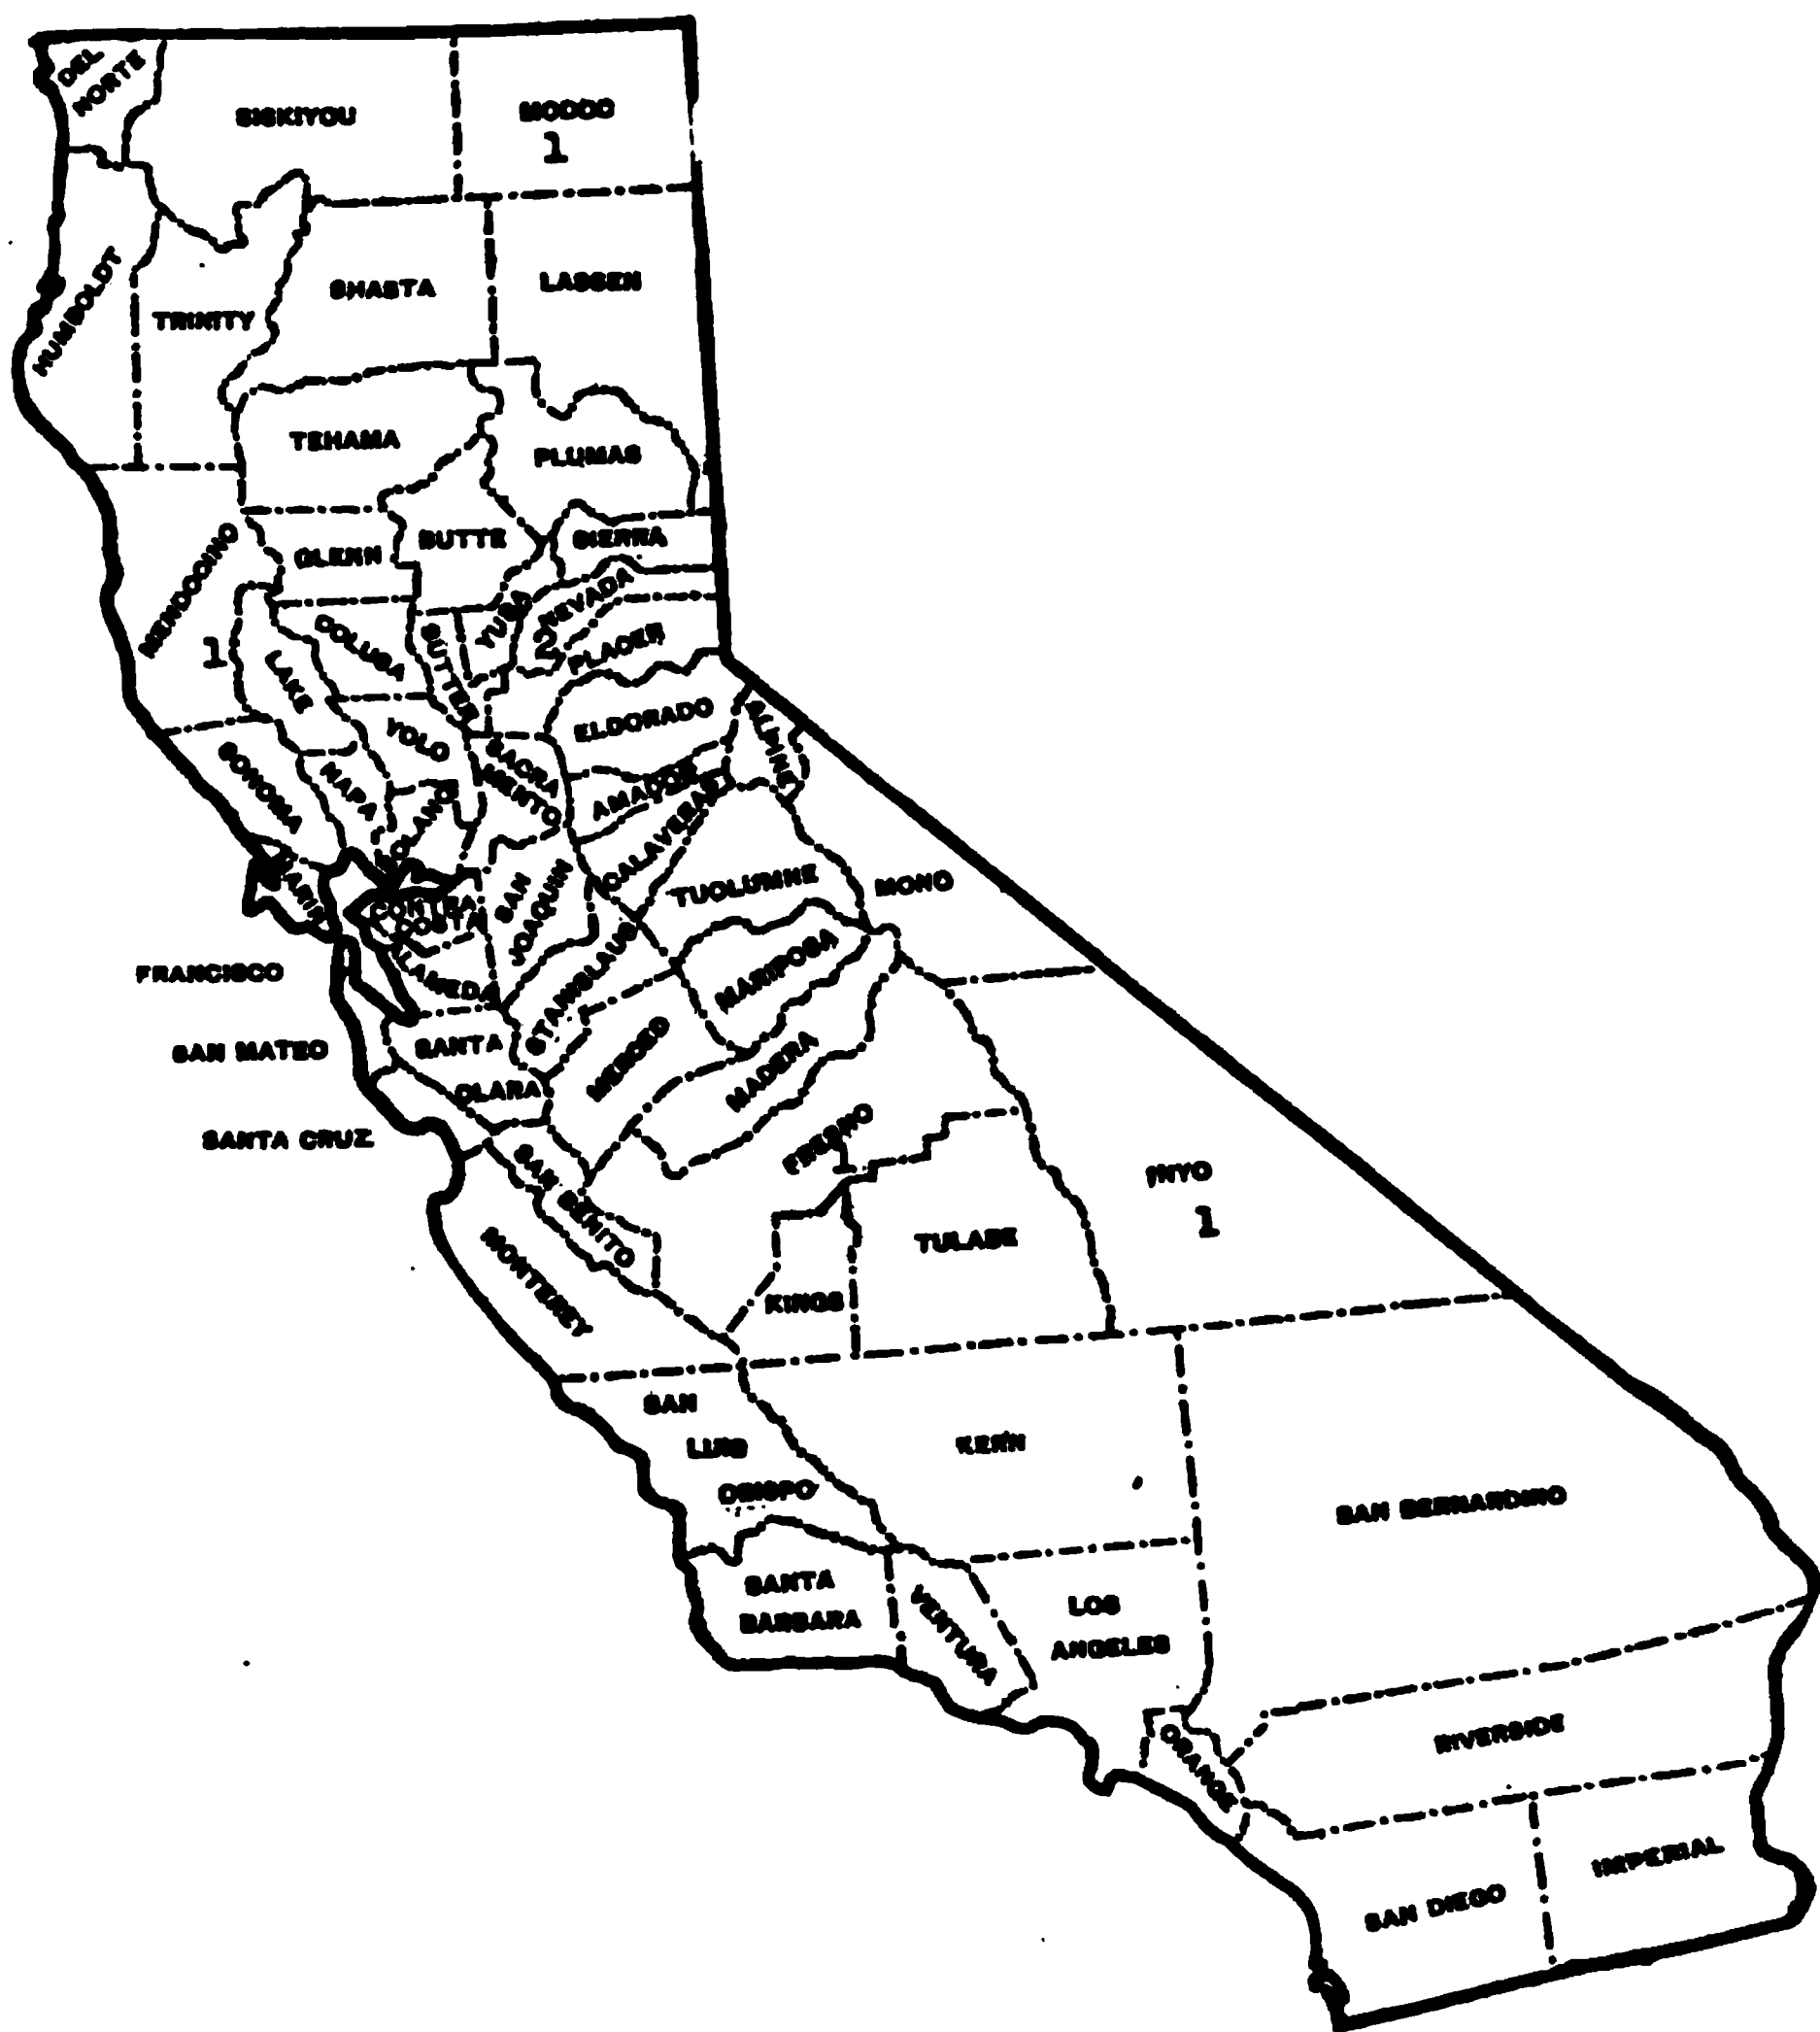 DEL
NORTE
SISKIYOU
MODOC
1
HUMBOLDT
TRINITY
SHASTA
LASSEN
TEHAMA
PLUMAS
MENDOCINO
1
GLENN
BUTTE
SIERRA
COLUSA
SUTTER
YUBA
NEVADA
2
PLACER
LAKE
YOLO
ELDORADO
ALPINE
SONOMA
NAPA
SOLANO
SACRA
MENTO
AMADOR
CALAVERAS
MARIN
CONTRA
COSTA
SAN
JOAQUIN
TUOLUMNE
MONO
FRANCISCO
ALAMEDA
STANISLAUS
MARIPOSA
SAN MATEO
SANTA
CLARA
MERCED
MADERA
SANTA CRUZ
SAN BENITO
FRESNO
1
INYO
1
MONTEREY
KINGS
TULARE
SAN
LUIS
OBISPO
KERN
SAN BERNARDINO
SANTA
BARBARA
VENTURA
LOS
ANGELES
ORANGE
RIVERSIDE
SAN DIEGO
IMPERIAL